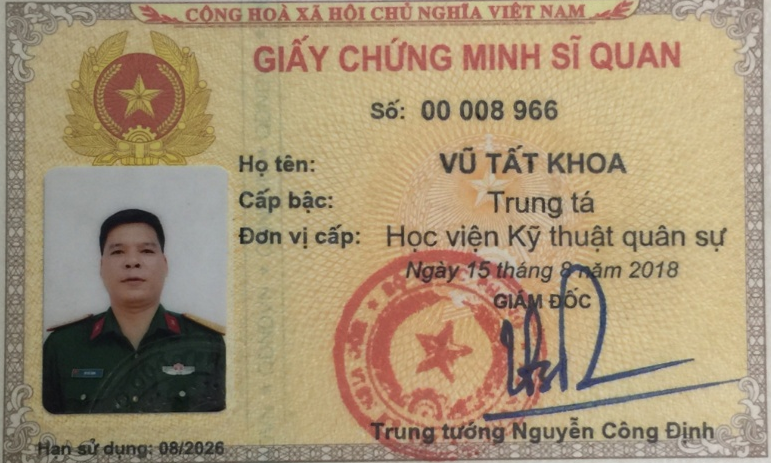 CỘNG HOÀ XÃ HỘI CHỦ NGHĨA VIỆT NAM
GIẤY CHỨNG MINH SĨ QUAN
Số: 00 008 966
Họ tên: VŨ TẤT KHOA
Cấp bậc: Trung tá
Đơn vị cấp: Học viện Kỹ thuật quân sự
Ngày 15 tháng 8 năm 2018
GIÁM ĐỐC
Trung tướng Nguyễn Công Định
Hạn sử dụng: 08/2026